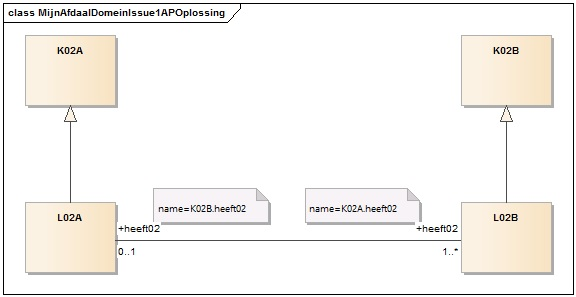 class MijnAfdaalDomeinIssue1APOplossing
K02A
K02B
name=K02B.heeft02
name=K02A.heeft02
L02A
L02B
+heeft02
+heeft02
0..1
1..*